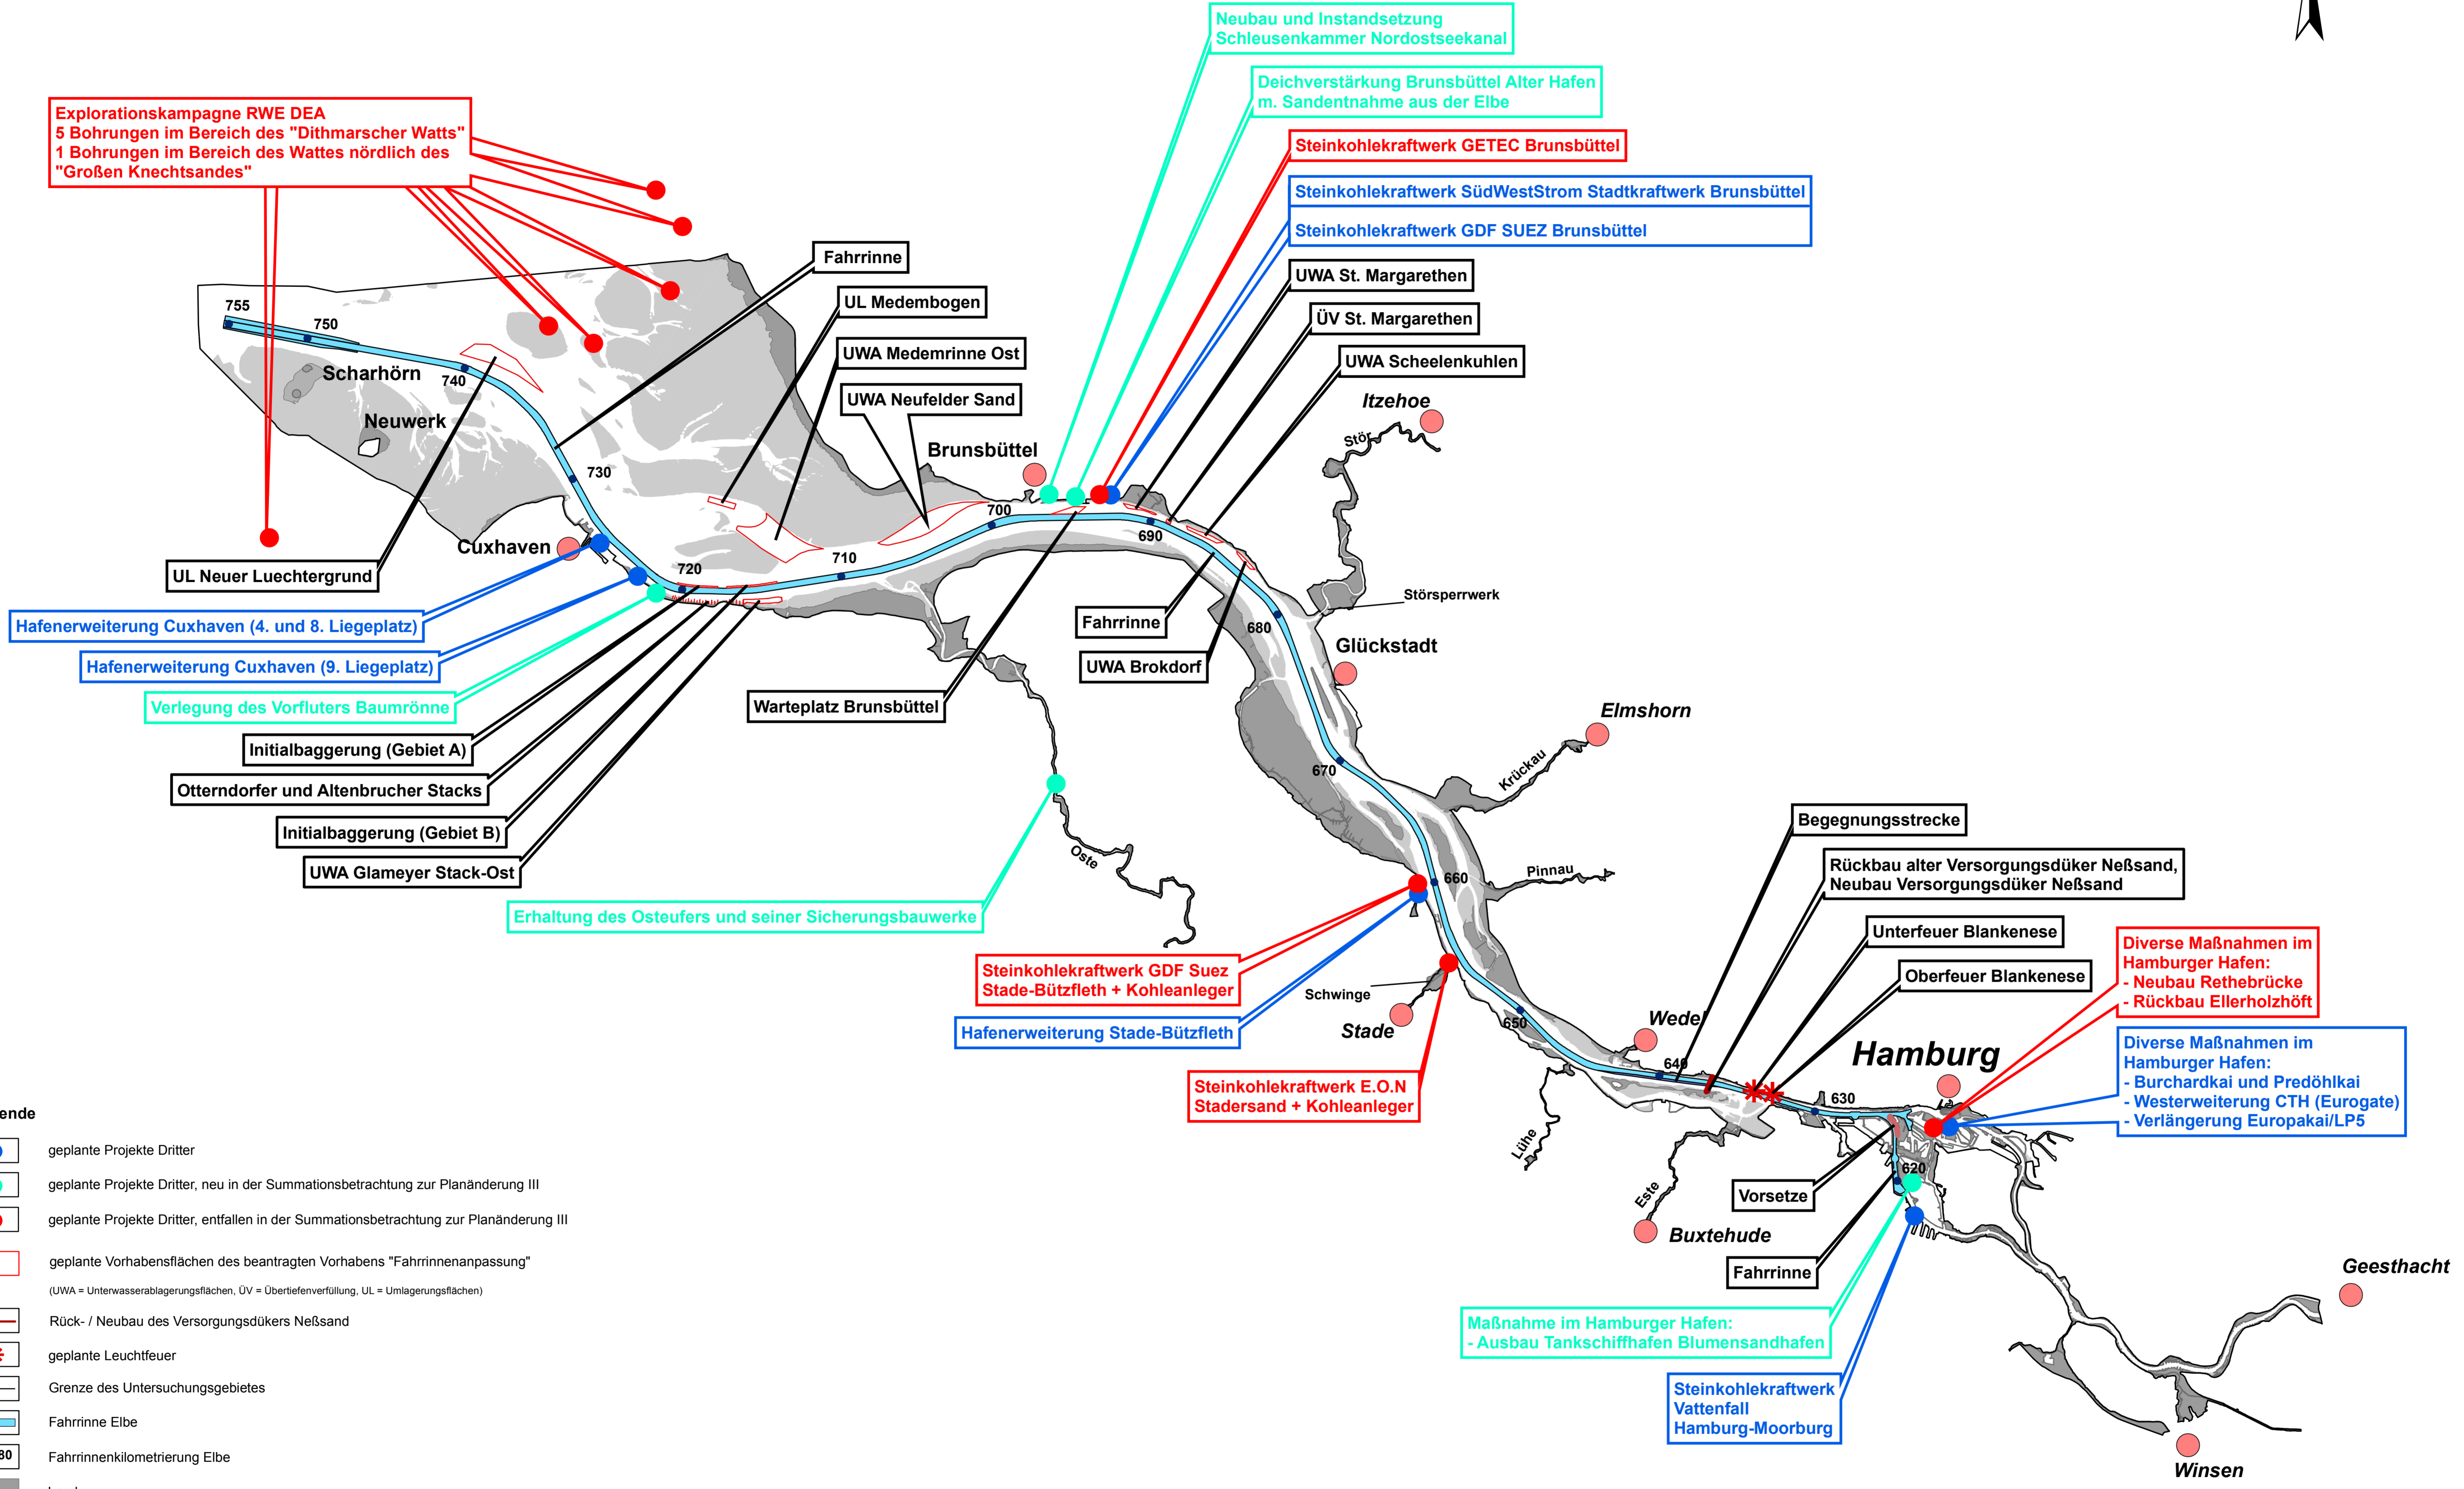 Neubau und Instandsetzung
Schleusenkammer Nordostseekanal
Deichverstärkung Brunsbüttel Alter Hafen
m. Sandentnahme aus der Elbe
Explorationskampagne RWE DEA
5 Bohrungen im Bereich des "Dithmarscher Watts"
1 Bohrungen im Bereich des Wattes nördlich des
"Großen Knechtsandes"
Steinkohlekraftwerk GETEC Brunsbüttel
Steinkohlekraftwerk SüdWestStrom Stadtkraftwerk Brunsbüttel
Steinkohlekraftwerk GDF SUEZ Brunsbüttel
Fahrrinne
UL Medembogen
UWA Medemrinne Ost
UWA Neufelder Sand
UWA St. Margarethen
ÜV St. Margarethen
UWA Scheelenkuhlen
Itzehoe
Stör
Brunsbüttel
755
750
740
730
720
710
700
690
680
670
660
650
640
630
620
Scharhörn
Neuwerk
Cuxhaven
UL Neuer Luechtergrund
Hafenerweiterung Cuxhaven (4. und 8. Liegeplatz)
Hafenerweiterung Cuxhaven (9. Liegeplatz)
Verlegung des Vorfluters Baumrönne
Initialbaggerung (Gebiet A)
Otterndorfer und Altenbrucher Stacks
Initialbaggerung (Gebiet B)
UWA Glameyer Stack-Ost
Warteplatz Brunsbüttel
Fahrrinne
UWA Brokdorf
Störsperrwerk
Glückstadt
Elmshorn
Krückau
Pinnau
Oste
Erhaltung des Osteufers und seiner Sicherungsbauwerke
Steinkohlekraftwerk GDF Suez
Stade-Bützfleth + Kohleanleger
Hafenerweiterung Stade-Bützfleth
Steinkohlekraftwerk E.O.N
Stadersand + Kohleanleger
Schwinge
Stade
Lühe
Este
Wedel
Buxtehude
Hamburg
Begegnungsstrecke
Rückbau alter Versorgungsdüker Neßsand,
Neubau Versorgungsdüker Neßsand
Unterfeuer Blankenese
Oberfeuer Blankenese
Diverse Maßnahmen im
Hamburger Hafen:
- Neubau Rethebrücke
- Rückbau Ellerholzhöft
Diverse Maßnahmen im
Hamburger Hafen:
- Burchardkai und Predöhlkai
- Westerweiterung CTH (Eurogate)
- Verlängerung Europakai/LP5
Vorsetze
Fahrrinne
Maßnahme im Hamburger Hafen:
- Ausbau Tankschiffhafen Blumensandhafen
Steinkohlekraftwerk
Vattenfall
Hamburg-Moorburg
Geesthacht
Winsen
ende
geplante Projekte Dritter
geplante Projekte Dritter, neu in der Summationsbetrachtung zur Planänderung III
geplante Projekte Dritter, entfallen in der Summationsbetrachtung zur Planänderung III
geplante Vorhabensflächen des beantragten Vorhabens "Fahrrinnenanpassung"
(UWA = Unterwasserablagerungsflächen, ÜV = Übertiefenverfüllung, UL = Umlagerungsflächen)
Rück- / Neubau des Versorgungsdükers Neßsand
geplante Leuchtfeuer
Grenze des Untersuchungsgebietes
Fahrrinne Elbe
80
Fahrrinnenkilometrierung Elbe